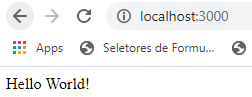 localhost:3000
Apps Seletores de Formu...
Hello World!